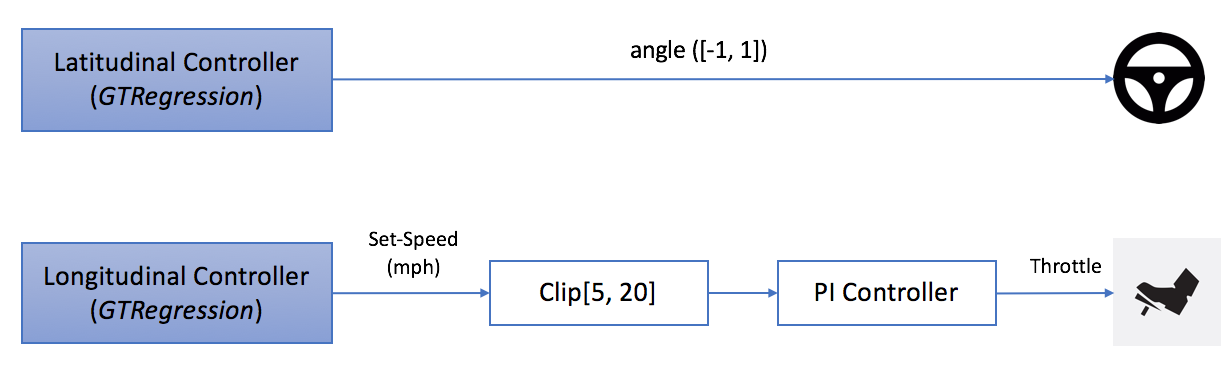 Latitudinal Controller
(GTRegression)
angle ([-1, 1])
Longitudinal Controller
(GTRegression)
Set-Speed
(mph)
Clip[5, 20]
PI Controller
Throttle